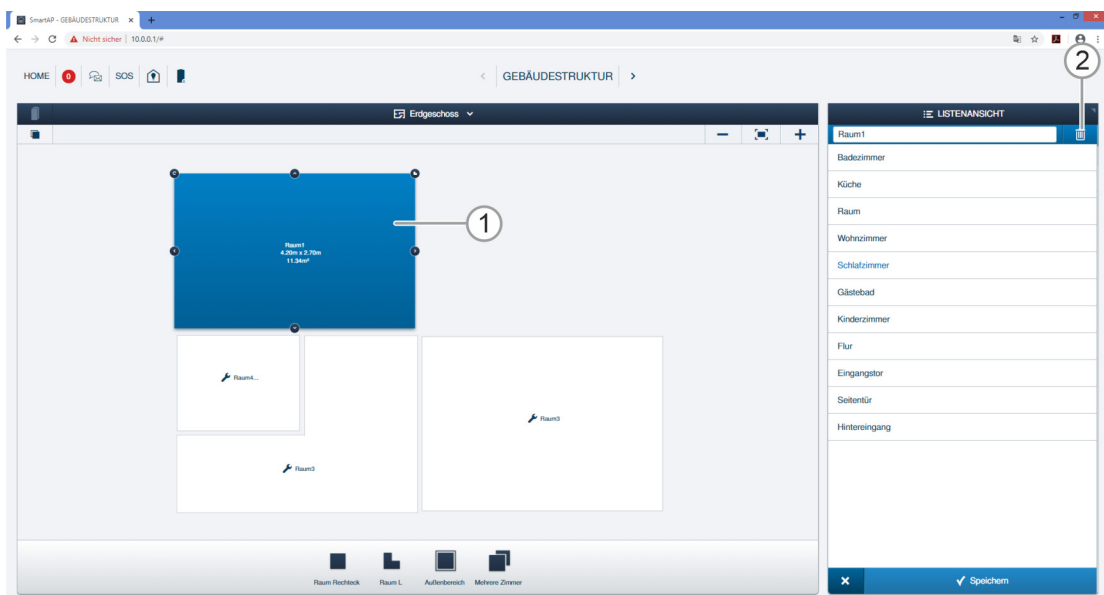 SmartAP - GEBÄUDESTRUKTUR
Nicht sicher | 10.0.0.1/#
HOME 0 SOS GEBÄUDESTRUKTUR
2
Erdgeschoss
LISTENANSICHT
Raum1
Badezimmer
Küche
Raum
Wohnzimmer
Schlafzimmer
Gästebad
Kinderzimmer
Flur
Eingangstor
Seitentür
Hintereingang
1
Raum1
4.20m x 2.70m
11.34m²
Raum4...
Raum3
Raum3
Raum Rechteck Raum L Außenbereich Mehrere Zimmer
Speichern